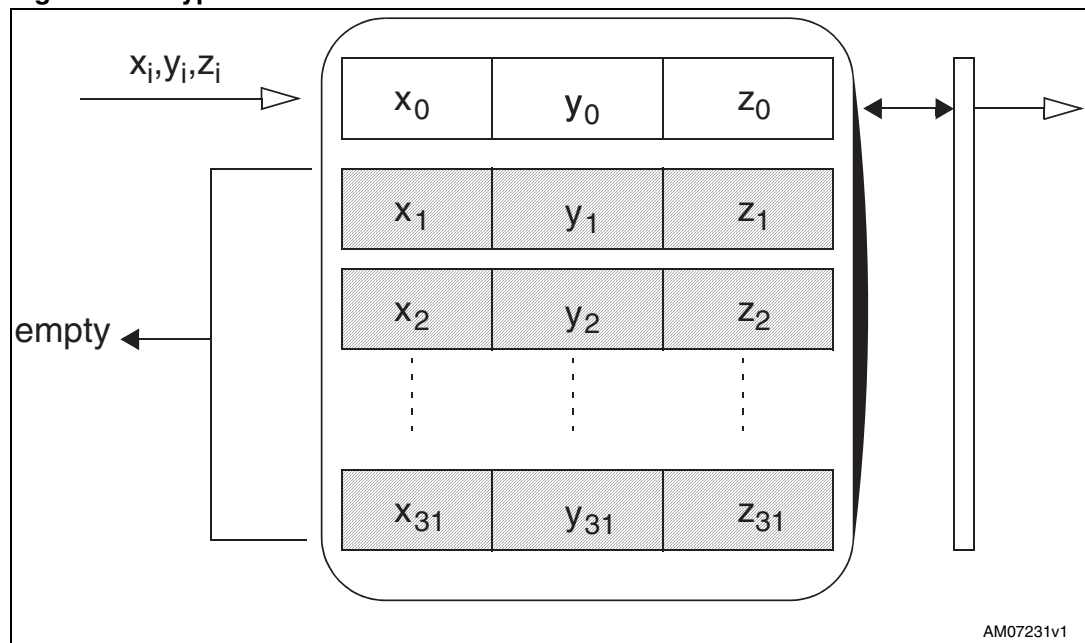 xᵢ,yᵢ,zᵢ
x₀ y₀ z₀
x₁ y₁ z₁
x₂ y₂ z₂
empty
x₃₁ y₃₁ z₃₁
AM07231v1